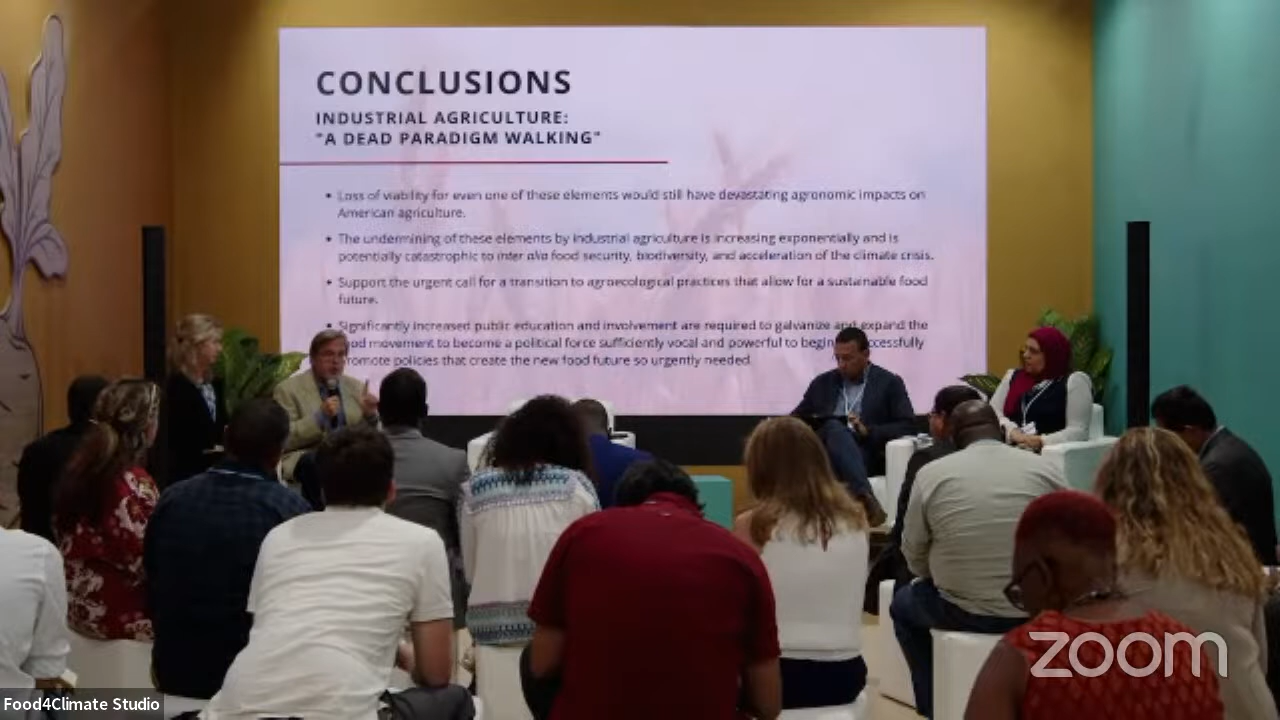 CONCLUSIONS
INDUSTRIAL AGRICULTURE:
"A DEAD PARADIGM WALKING"
• Loss of viability for even one of these elements would still have devastating agronomic impacts on
American agriculture.
• The undermining of these elements by industrial agriculture is increasing exponentially and is
potentially catastrophic to inter alia food security, biodiversity, and acceleration of the climate crisis.
• Support the urgent call for a transition to agroecological practices that allow for a sustainable food
future.
• Significantly increased public education and involvement are required to galvanize and expand the
movement to become a political force sufficiently vocal and powerful to begin
policies that create the new food future so urgently needed.
zoom
Food4Climate Studio